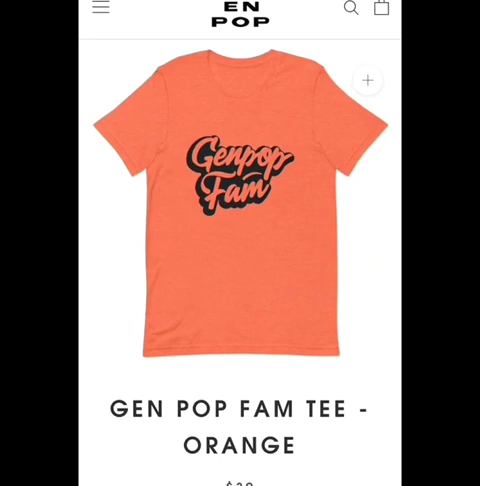 EN
POP
Genpop
Fam
GEN POP FAM TEE -
ORANGE